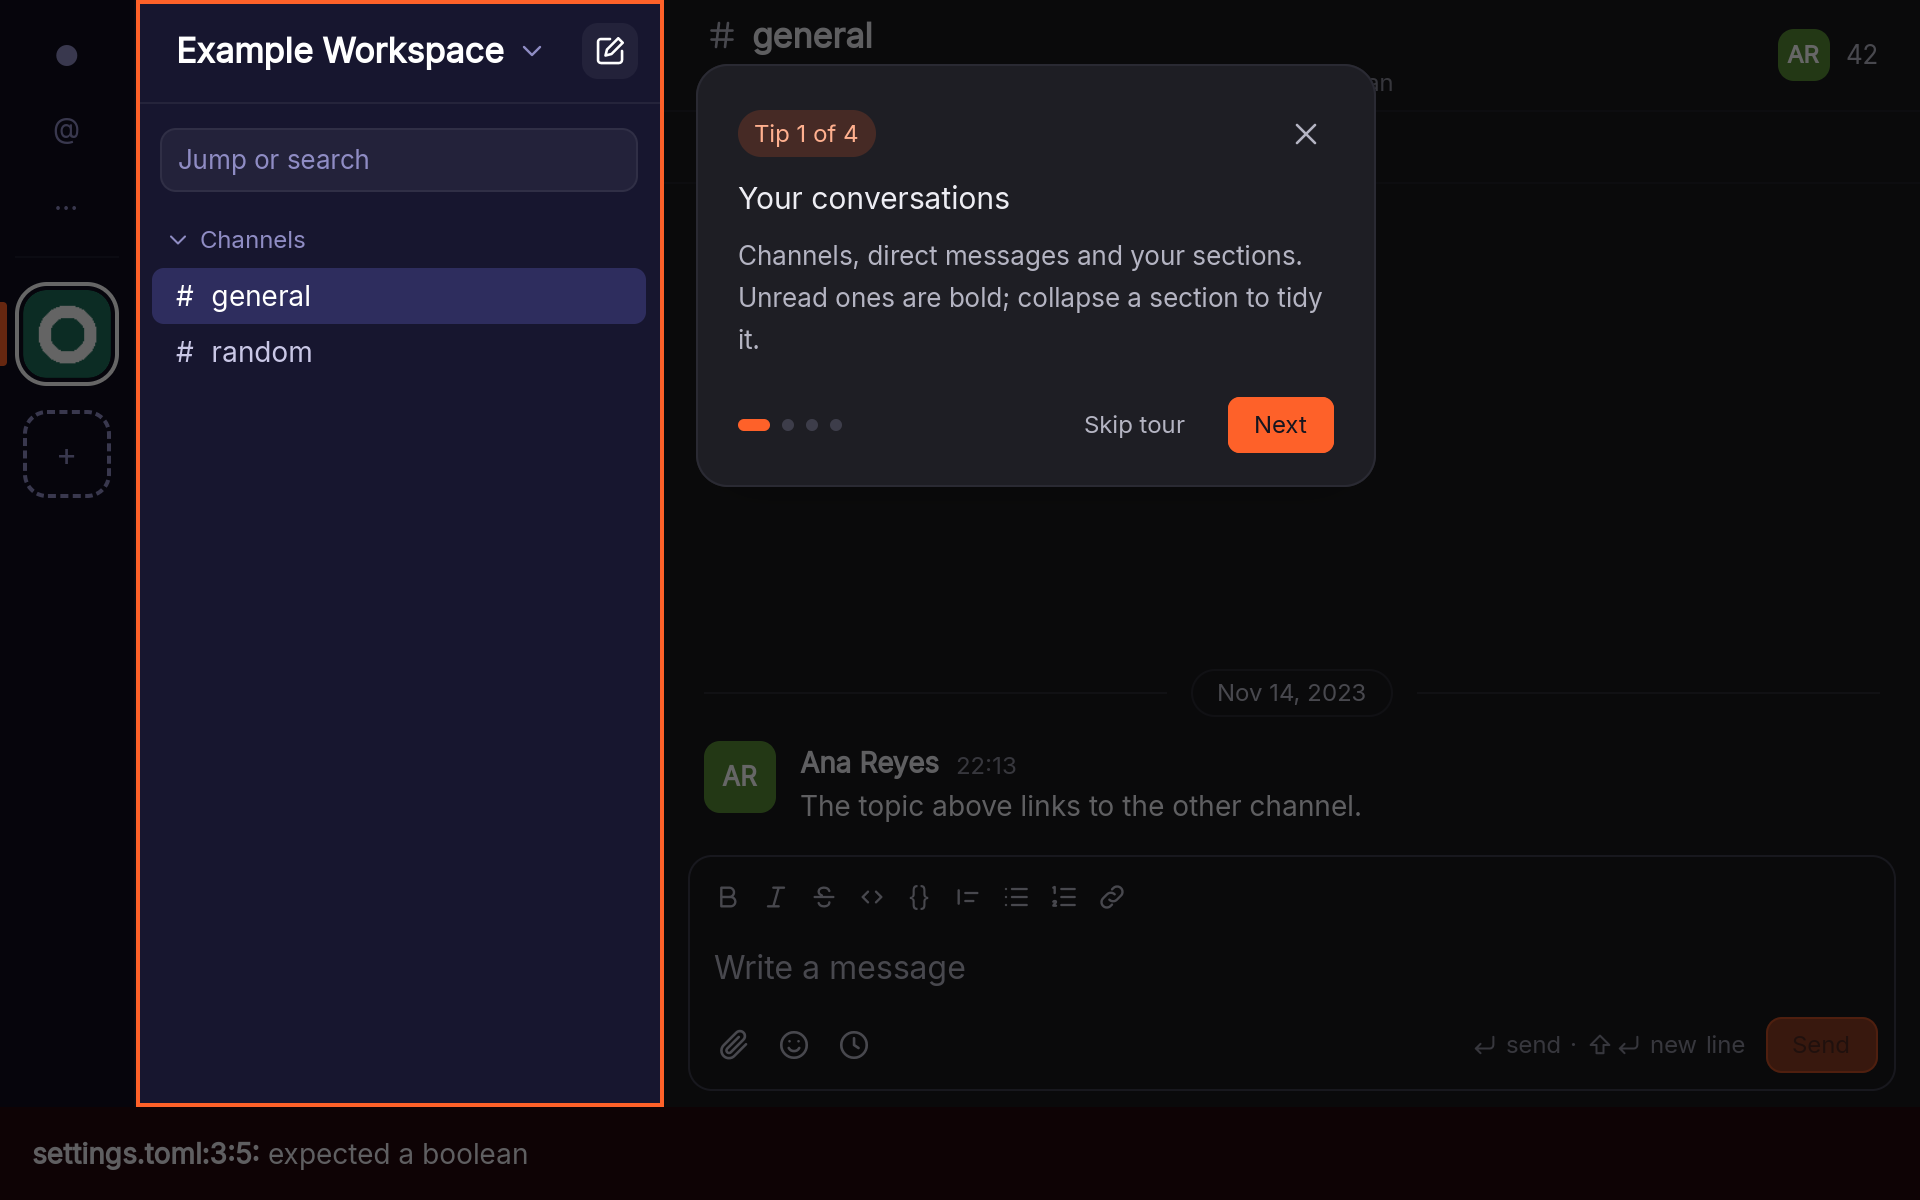 @
...
+
Example Workspace
Jump or search
Channels
# general
# random
# general
an
AR 42
Tip 1 of 4
Your conversations
Channels, direct messages and your sections.
Unread ones are bold; collapse a section to tidy
it.
Skip tour
Next
Nov 14, 2023
AR
Ana Reyes 22:13
The topic above links to the other channel.
Write a message
send · new line
Send
settings.toml:3:5: expected a boolean